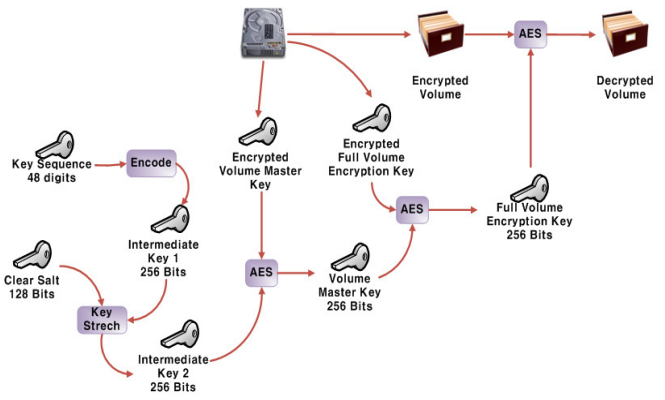 AES
Encrypted
Volume
Decrypted
Volume
Key Sequence
48 digits
Encode
Encrypted
Volume Master
Key
Encrypted
Full Volume
Encryption Key
AES
Full Volume
Encryption Key
256 Bits
Intermediate
Key 1
256 Bits
Clear Salt
128 Bits
AES
Volume
Master Key
256 Bits
Key
Strech
Intermediate
Key 2
256 Bits